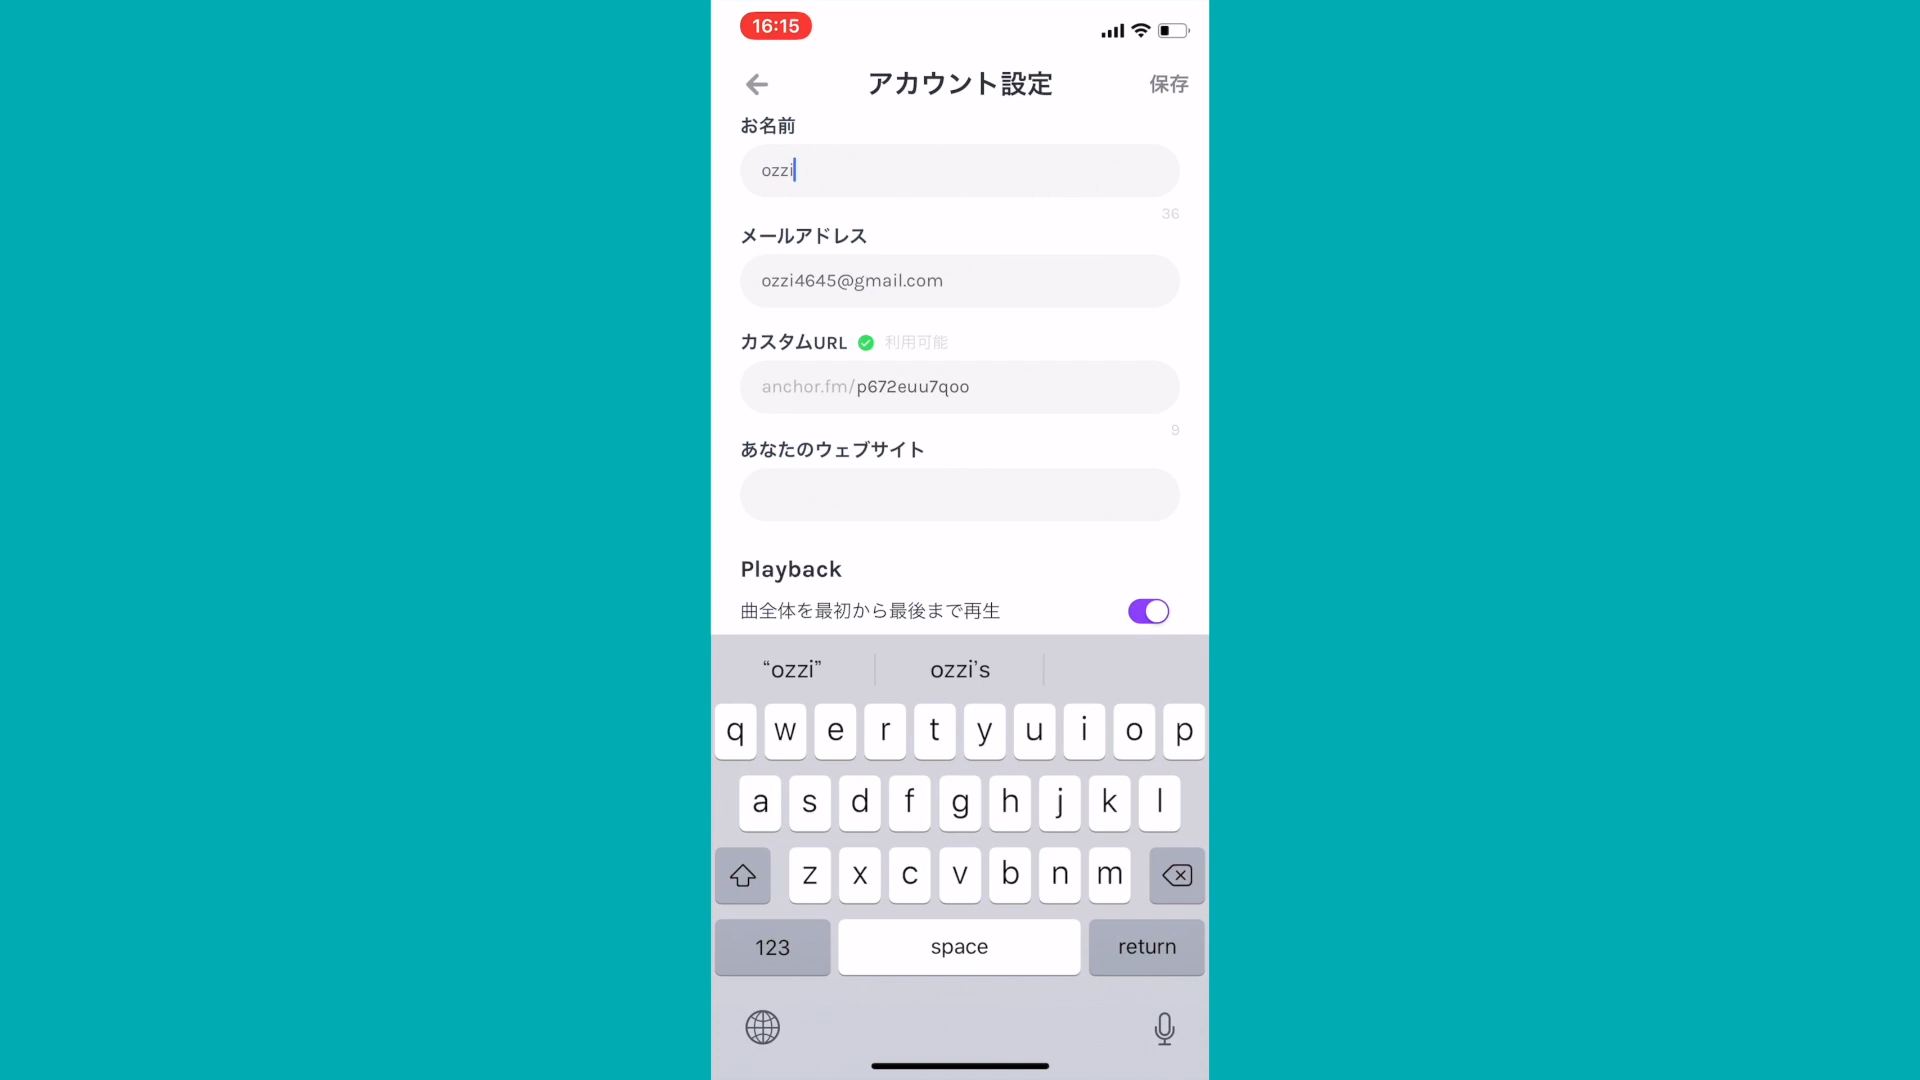 16:15
アカウント設定
保存
お名前
ozzi
36
メールアドレス
ozzi4645@gmail.com
カスタムURL 利用可能
anchor.fm/p672euu7qoo
9
あなたのウェブサイト
Playback
曲全体を最初から最後まで再生
“ozzi” ozzi’s
q w e r t y u i o p
a s d f g h j k l
z x c v b n m
123 space return